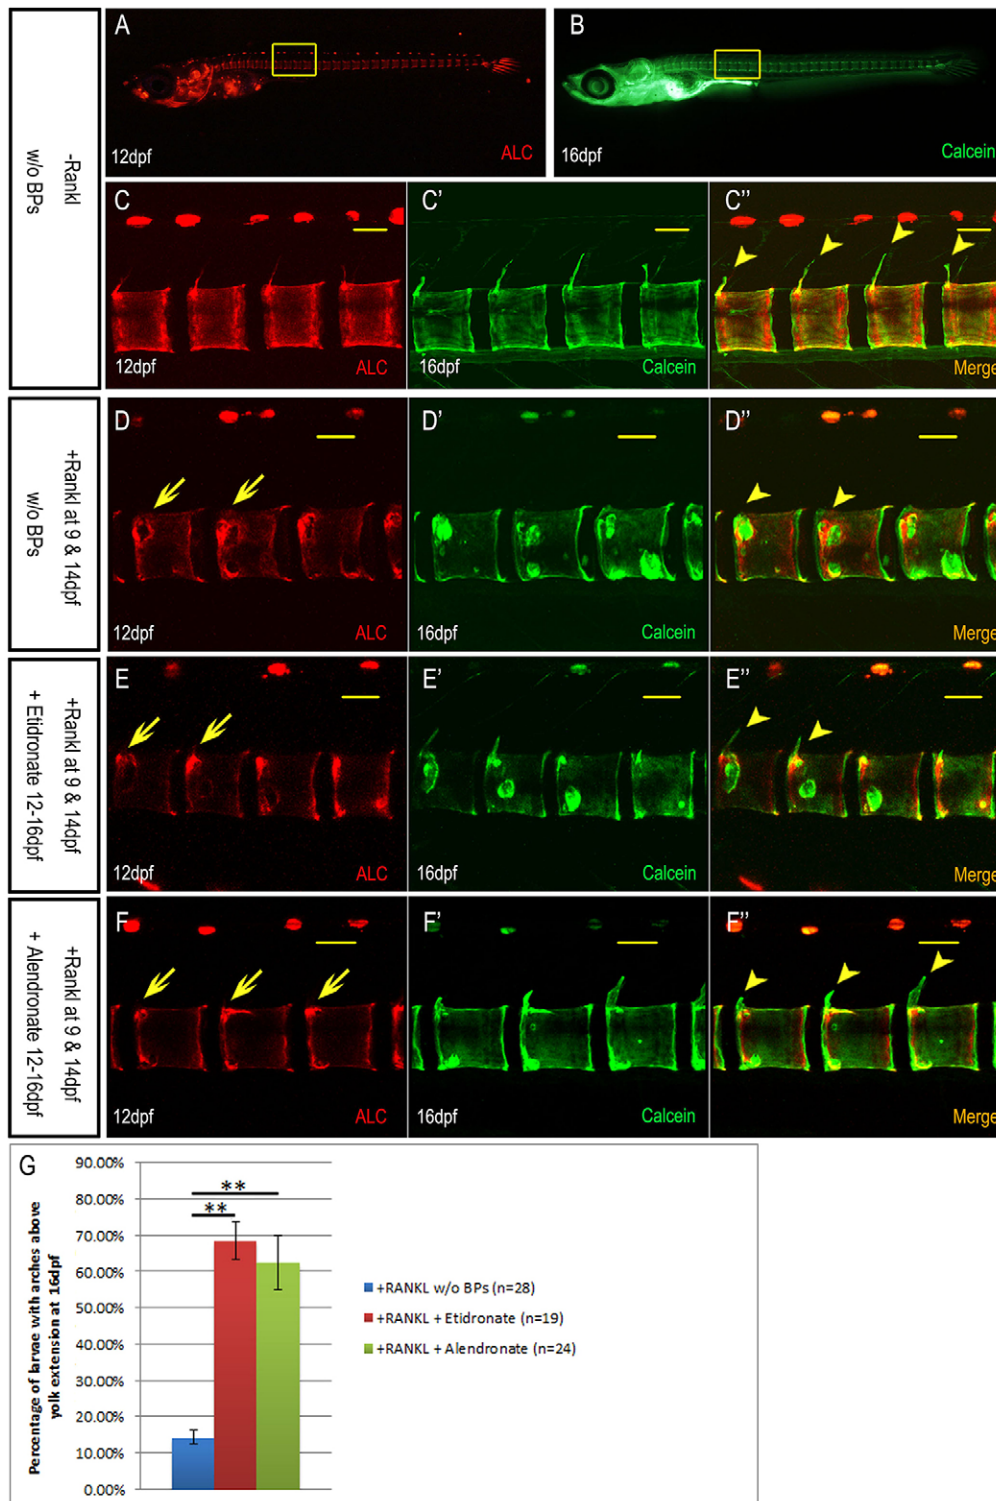 -Rankl
w/o BPs
A
12dpf
ALC
B
16dpf
Calcein
C
12dpf
ALC
C'
16dpf
Calcein
C''
Merge
+Rankl at 9 & 14dpf
w/o BPs
D
12dpf
ALC
D'
16dpf
Calcein
D''
Merge
+Rankl at 9 & 14dpf
+ Etidronate 12-16dpf
E
12dpf
ALC
E'
16dpf
Calcein
E''
Merge
+Rankl at 9 & 14dpf
+ Alendronate 12-16dpf
F
12dpf
ALC
F'
16dpf
Calcein
F''
Merge
G
Percentage of larvae with arches above
yolk extension at 16dpf
90.00%
80.00%
70.00%
60.00%
50.00%
40.00%
30.00%
20.00%
10.00%
0.00%
**
**
+RANKL w/o BPs (n=28)
+RANKL + Etidronate (n=19)
+RANKL + Alendronate (n=24)